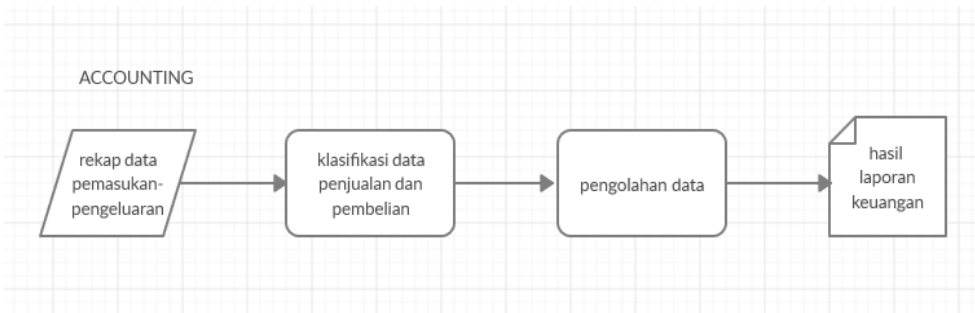 ACCOUNTING
rekap data
pemasukan-
pengeluaran
klasifikasi data
penjualan dan
pembelian
pengolahan data
hasil
laporan
keuangan